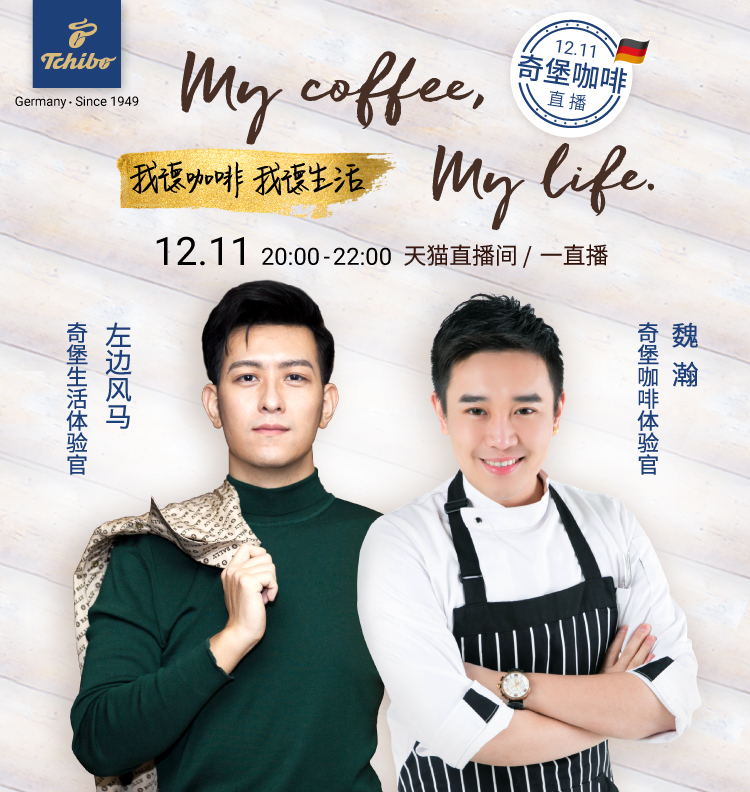 Tchibo
Germany · Since 1949
My coffee,
12.11
奇堡咖啡
直播
我德咖啡 我德生活
My life.
12.11 20:00-22:00 天猫直播间 / 一直播
左边风马
奇堡生活体验官
魏瀚
奇堡咖啡体验官
BALLY